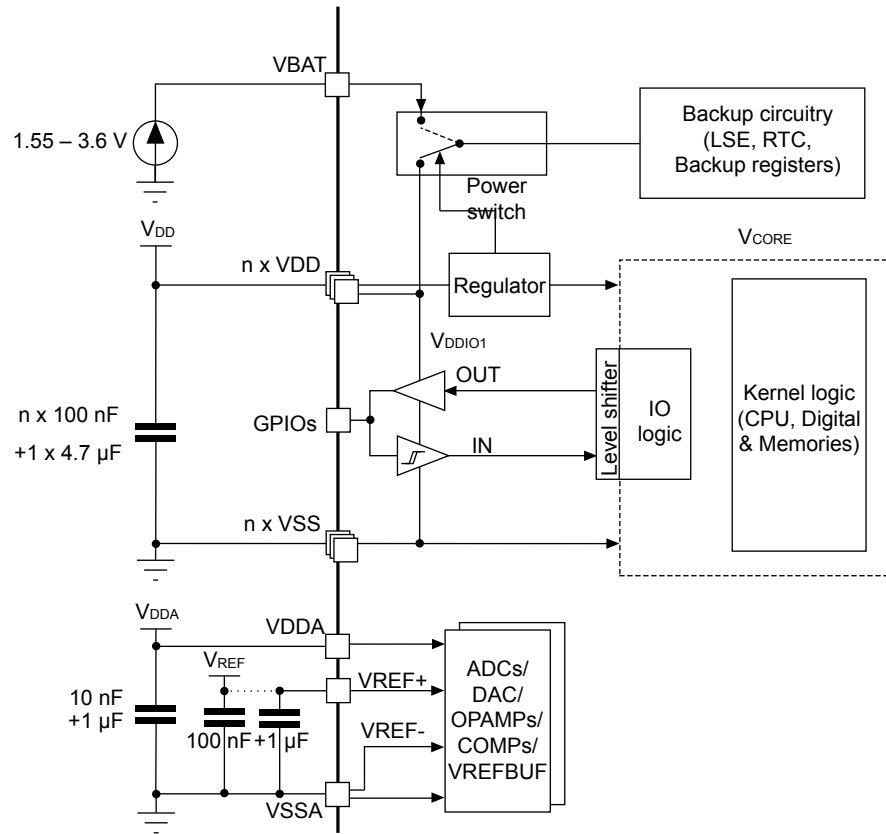 VBAT
1.55 – 3.6 V
Backup circuitry
(LSE, RTC,
Backup registers)
Power
switch
VDD
VCORE
n x VDD
Regulator
VDDIO1
OUT
Level shifter
IO
logic
Kernel logic
(CPU, Digital
& Memories)
n x 100 nF
+1 x 4.7 µF
GPIOs
IN
n x VSS
VDDA
VDDA
VREF
ADCs/
DAC/
OPAMPs/
COMPs/
VREFBUF
VREF+
10 nF
+1 µF
100 nF
+1 µF
VREF-
VSSA